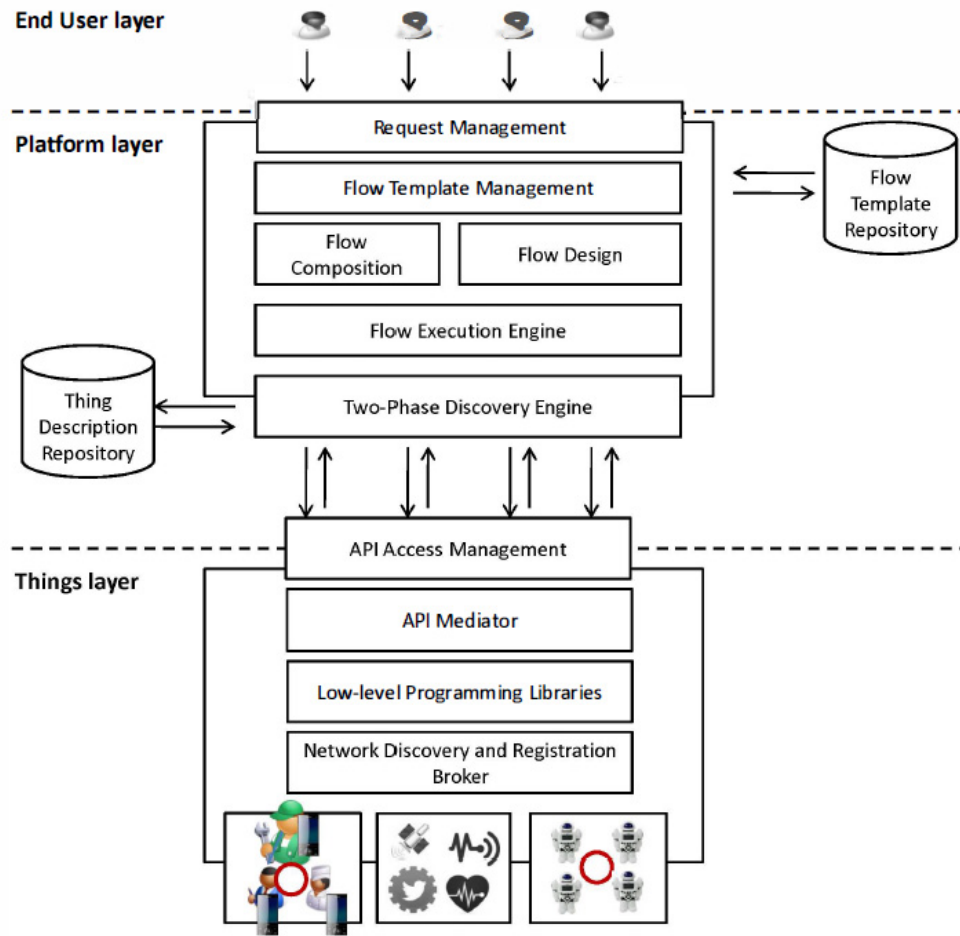 End User layer
Platform layer
Request Management
Flow Template Management
Flow
Composition
Flow Design
Flow
Template
Repository
Flow Execution Engine
Thing
Description
Repository
Two-Phase Discovery Engine
API Access Management
Things layer
API Mediator
Low-level Programming Libraries
Network Discovery and Registration
Broker